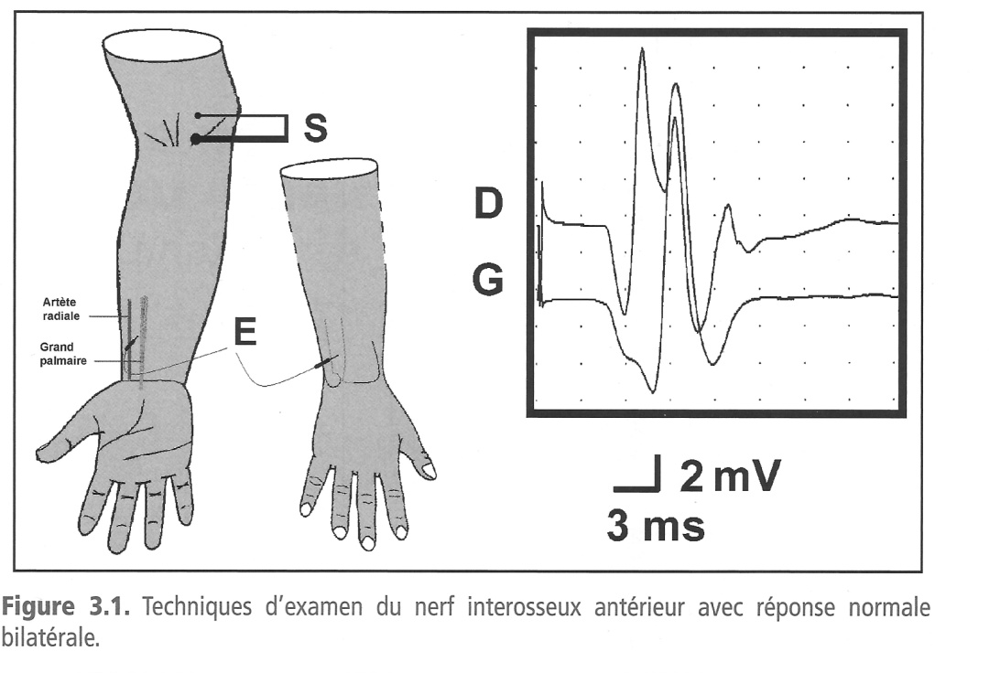 S
D
G
Artète
radiale
E
Grand
palmaire
2 mV
3 ms
Figure 3.1. Techniques d'examen du nerf interosseux antérieur avec réponse normale
bilatérale.